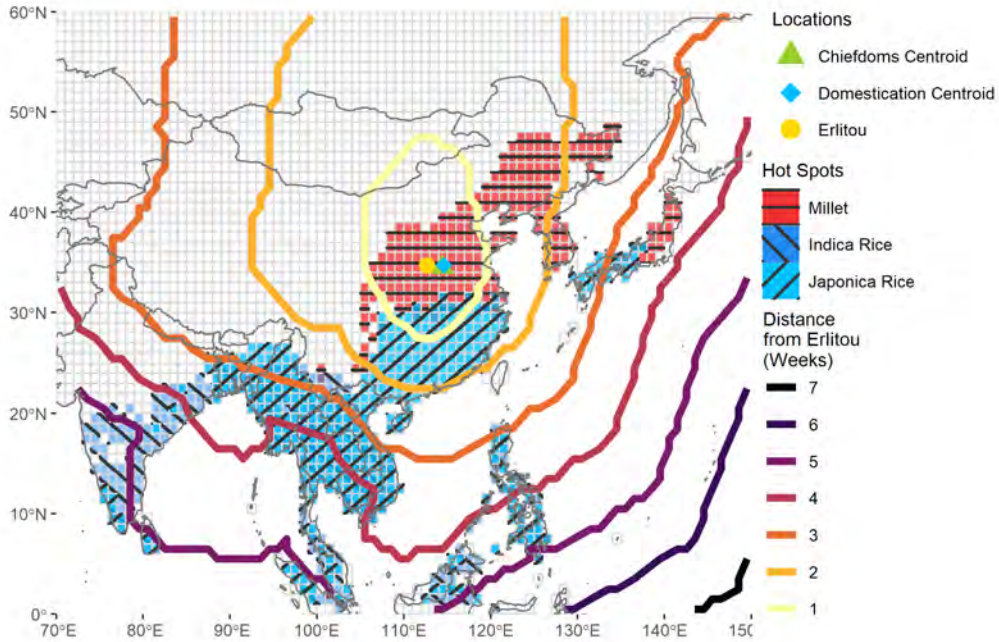 60°N
50°N
40°N
30°N
20°N
10°N
0°
70°E
80°E
90°E
100°E
110°E
120°E
130°E
140°E
150
Locations
Chiefdoms Centroid
Domestication Centroid
Erlitou
Hot Spots
Millet
Indica Rice
Japonica Rice
Distance
from Erlitou
(Weeks)
7
6
5
4
3
2
1